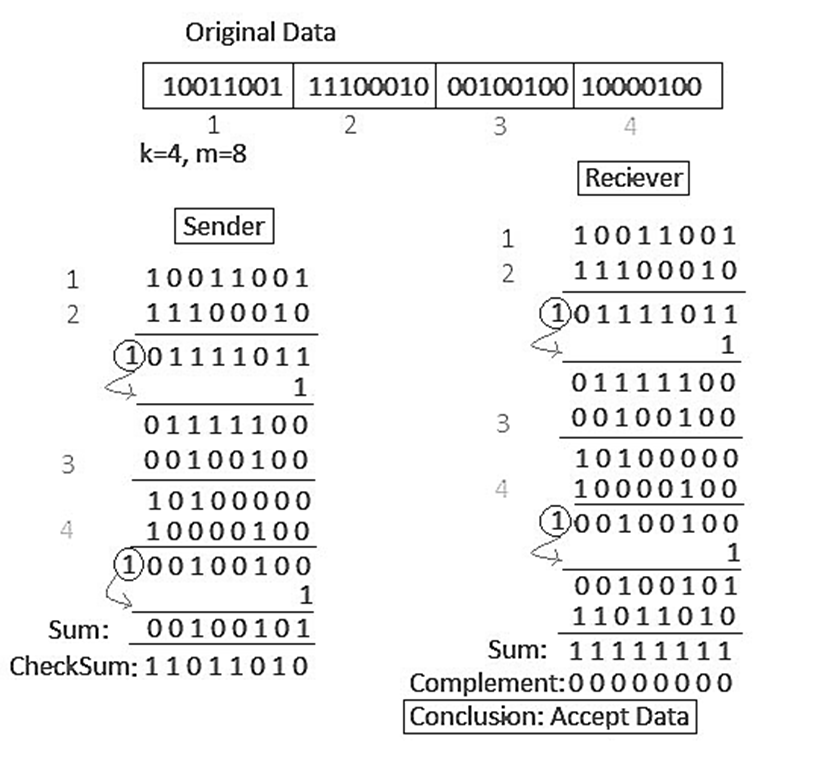 Original Data
10011001 11100010 00100100 10000100
1 2 3 4
k=4, m=8
Sender
1 10011001
2 11100010
1 01111011
1
01111100
3 00100100
10100000
4 10000100
1 00100100
1
Sum: 00100101
CheckSum: 11011010
Reciever
1 10011001
2 11100010
1 01111011
1
01111100
3 00100100
10100000
4 10000100
1 00100100
1
00100101
11011010
Sum: 11111111
Complement: 00000000
Conclusion: Accept Data